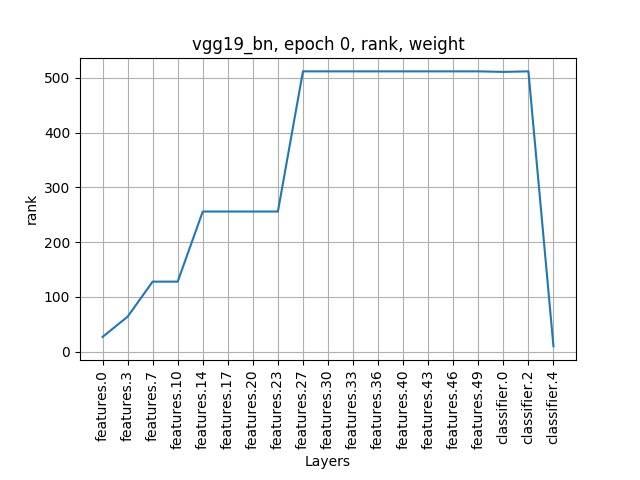 vgg19_bn, epoch 0, rank, weight
500
400
300
200
100
0
rank
features.0
features.3
features.7
features.10
features.14
features.17
features.20
features.23
features.27
features.30
features.33
features.36
features.40
features.43
features.46
features.49
classifier.0
classifier.2
classifier.4
Layers